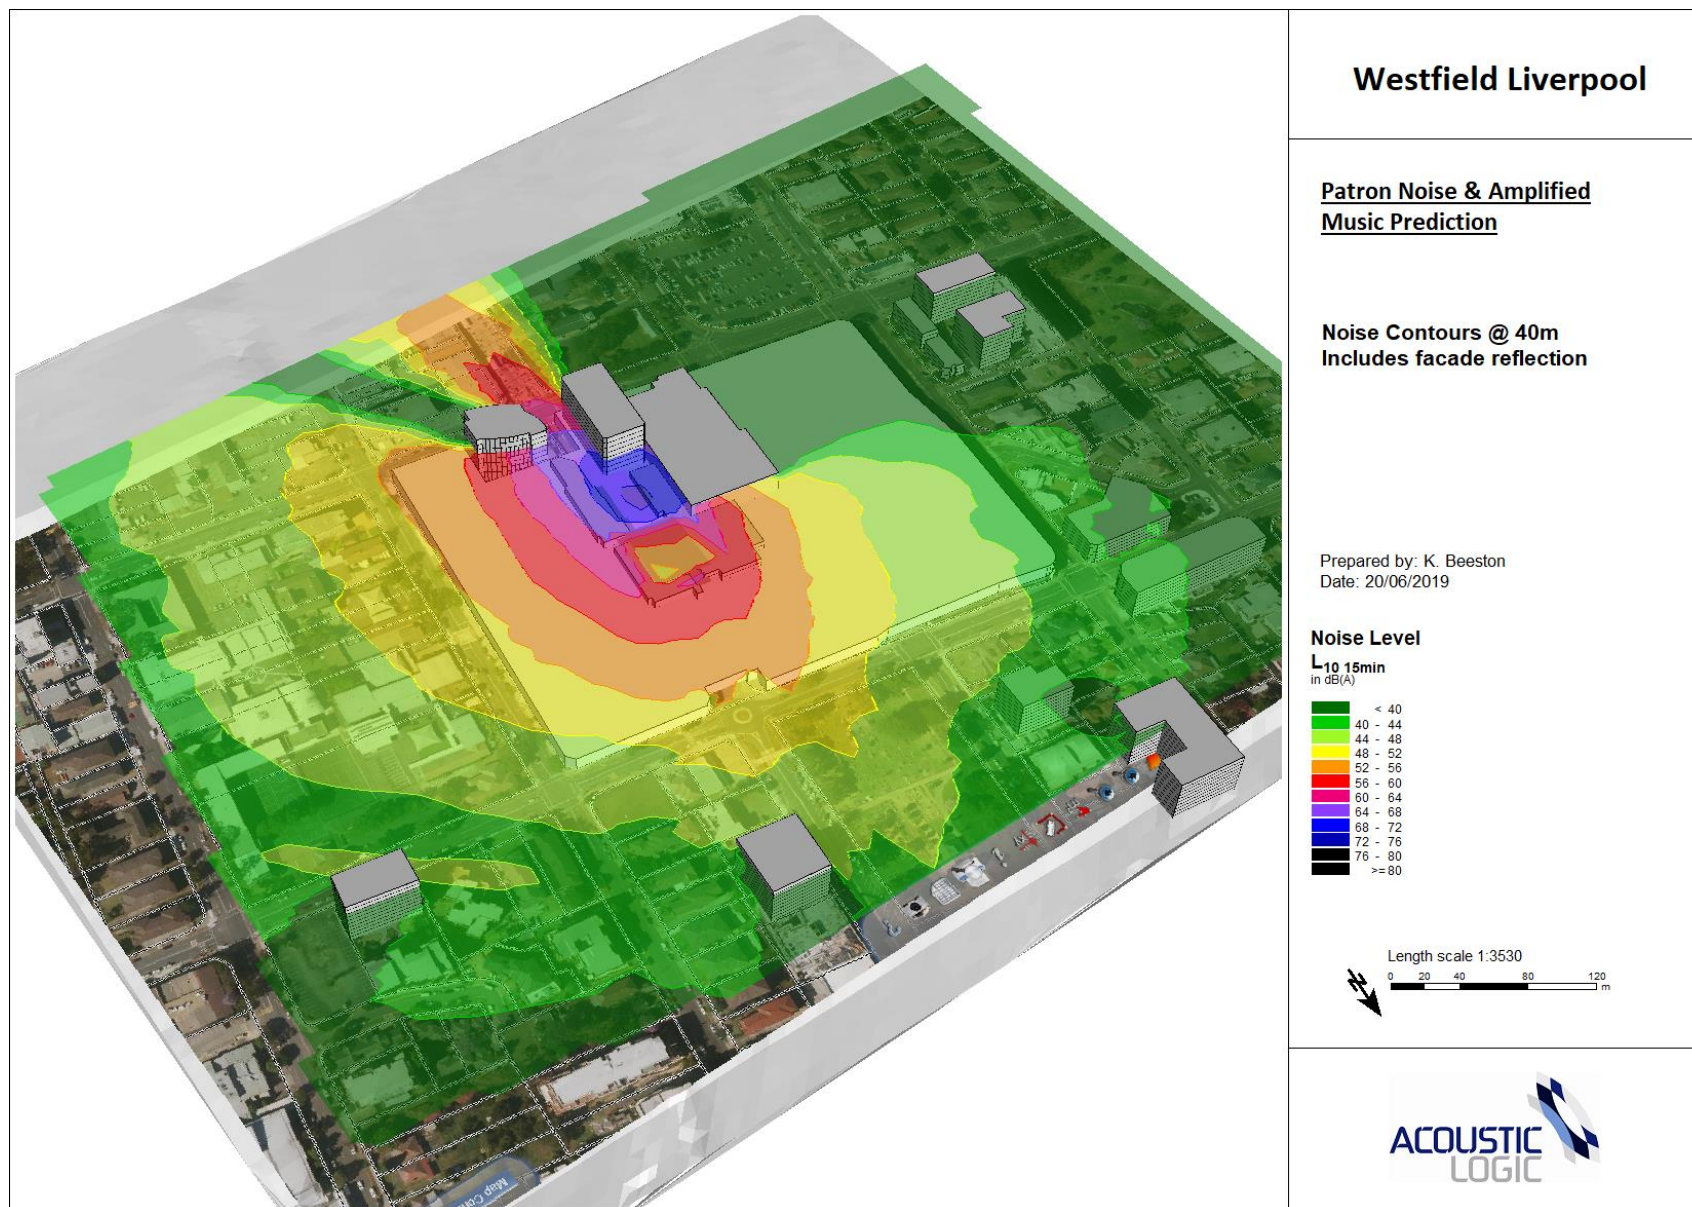 Westfield Liverpool
Patron Noise & Amplified
Music Prediction
Noise Contours @ 40m
Includes facade reflection
Prepared by: K. Beeston
Date: 20/06/2019
Noise Level
L10 15min
in dB(A)
< 40
40 - 44
44 - 48
48 - 52
52 - 56
56 - 60
60 - 64
64 - 68
68 - 72
72 - 76
76 - 80
>= 80
Length scale 1:3530
0 20 40 80 120
m
N
ACOUSTIC
LOGIC
Map